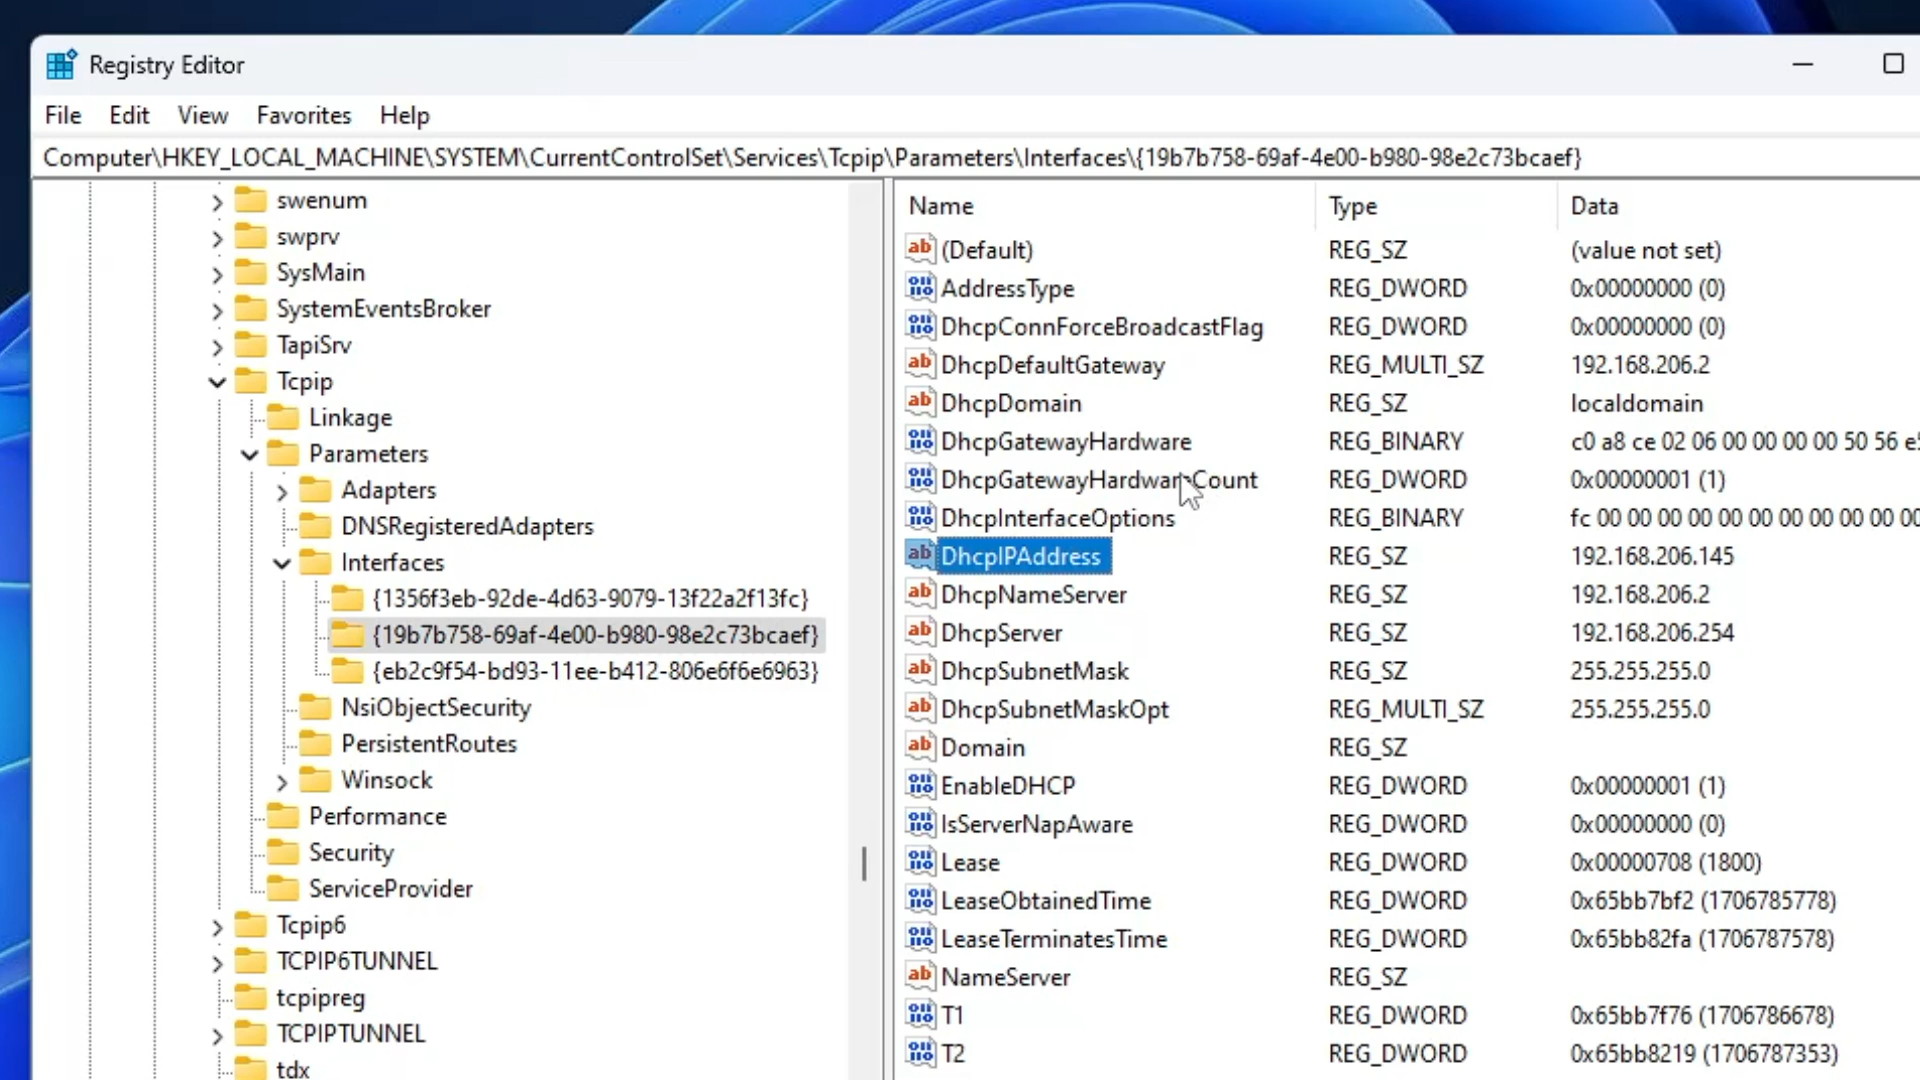 Registry Editor
File Edit View Favorites Help
Computer\HKEY_LOCAL_MACHINE\SYSTEM\CurrentControlSet\Services\Tcpip\Parameters\Interfaces\{19b7b758-69af-4e00-b980-98e2c73bcaef}
swenum
swprv
SysMain
SystemEventsBroker
TapiSrv
Tcpip
Linkage
Parameters
Adapters
DNSRegisteredAdapters
Interfaces
{1356f3eb-92de-4d63-9079-13f22a2f13fc}
{19b7b758-69af-4e00-b980-98e2c73bcaef}
{eb2c9f54-bd93-11ee-b412-806e6f6e6963}
NsiObjectSecurity
PersistentRoutes
Winsock
Performance
Security
ServiceProvider
Tcpip6
TCPIP6TUNNEL
tcpipreg
TCPIPTUNNEL
tdx
Name Type Data
(Default) REG_SZ (value not set)
AddressType REG_DWORD 0x00000000 (0)
DhcpConnForceBroadcastFlag REG_DWORD 0x00000000 (0)
DhcpDefaultGateway REG_MULTI_SZ 192.168.206.2
DhcpDomain REG_SZ localdomain
DhcpGatewayHardware REG_BINARY c0 a8 ce 02 06 00 00 00 00 50 56 e5
DhcpGatewayHardwareCount REG_DWORD 0x00000001 (1)
DhcpInterfaceOptions REG_BINARY fc 00 00 00 00 00 00 00 00 00 00 00
DhcpIPAddress REG_SZ 192.168.206.145
DhcpNameServer REG_SZ 192.168.206.2
DhcpServer REG_SZ 192.168.206.254
DhcpSubnetMask REG_SZ 255.255.255.0
DhcpSubnetMaskOpt REG_MULTI_SZ 255.255.255.0
Domain REG_SZ
EnableDHCP REG_DWORD 0x00000001 (1)
IsServerNapAware REG_DWORD 0x00000000 (0)
Lease REG_DWORD 0x00000708 (1800)
LeaseObtainedTime REG_DWORD 0x65bb7bf2 (1706785778)
LeaseTerminatesTime REG_DWORD 0x65bb82fa (1706787578)
NameServer REG_SZ
T1 REG_DWORD 0x65bb7f76 (1706786678)
T2 REG_DWORD 0x65bb8219 (1706787353)